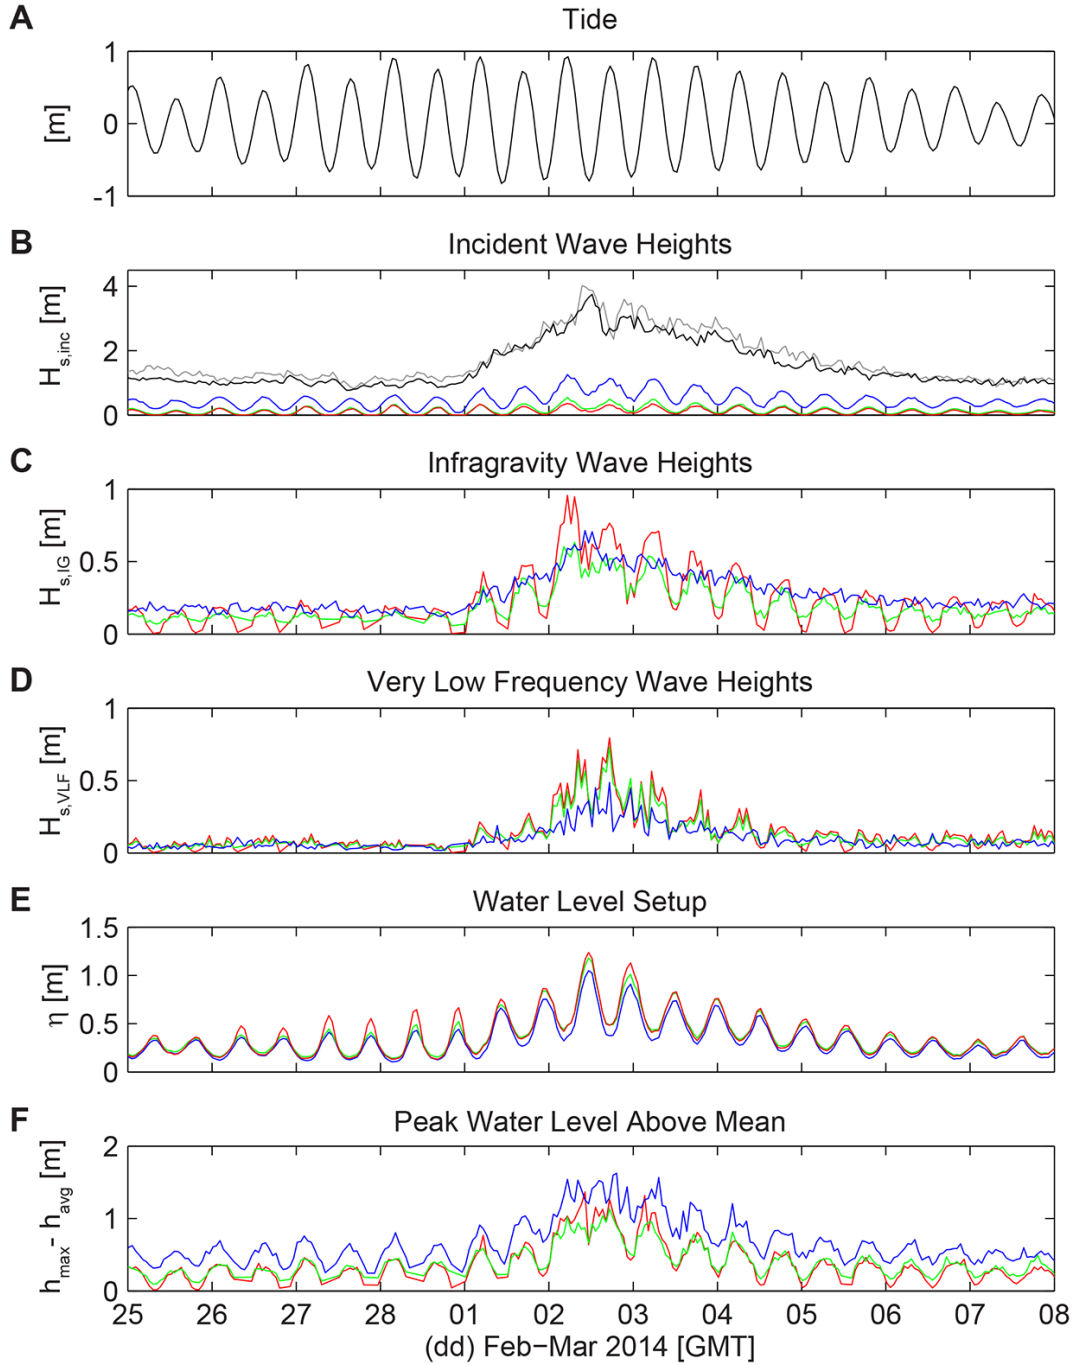 A
Tide
[m]
1
0
-1
B
Incident Wave Heights
Hs,inc [m]
4
2
0
C
Infragravity Wave Heights
Hs,IG [m]
1
0.5
0
D
Very Low Frequency Wave Heights
Hs,VLF [m]
1
0.5
0
E
Water Level Setup
η [m]
1.5
1.0
0.5
0
F
Peak Water Level Above Mean
hmax - havg [m]
2
1
0
25 26 27 28 01 02 03 04 05 06 07 08
(dd) Feb-Mar 2014 [GMT]